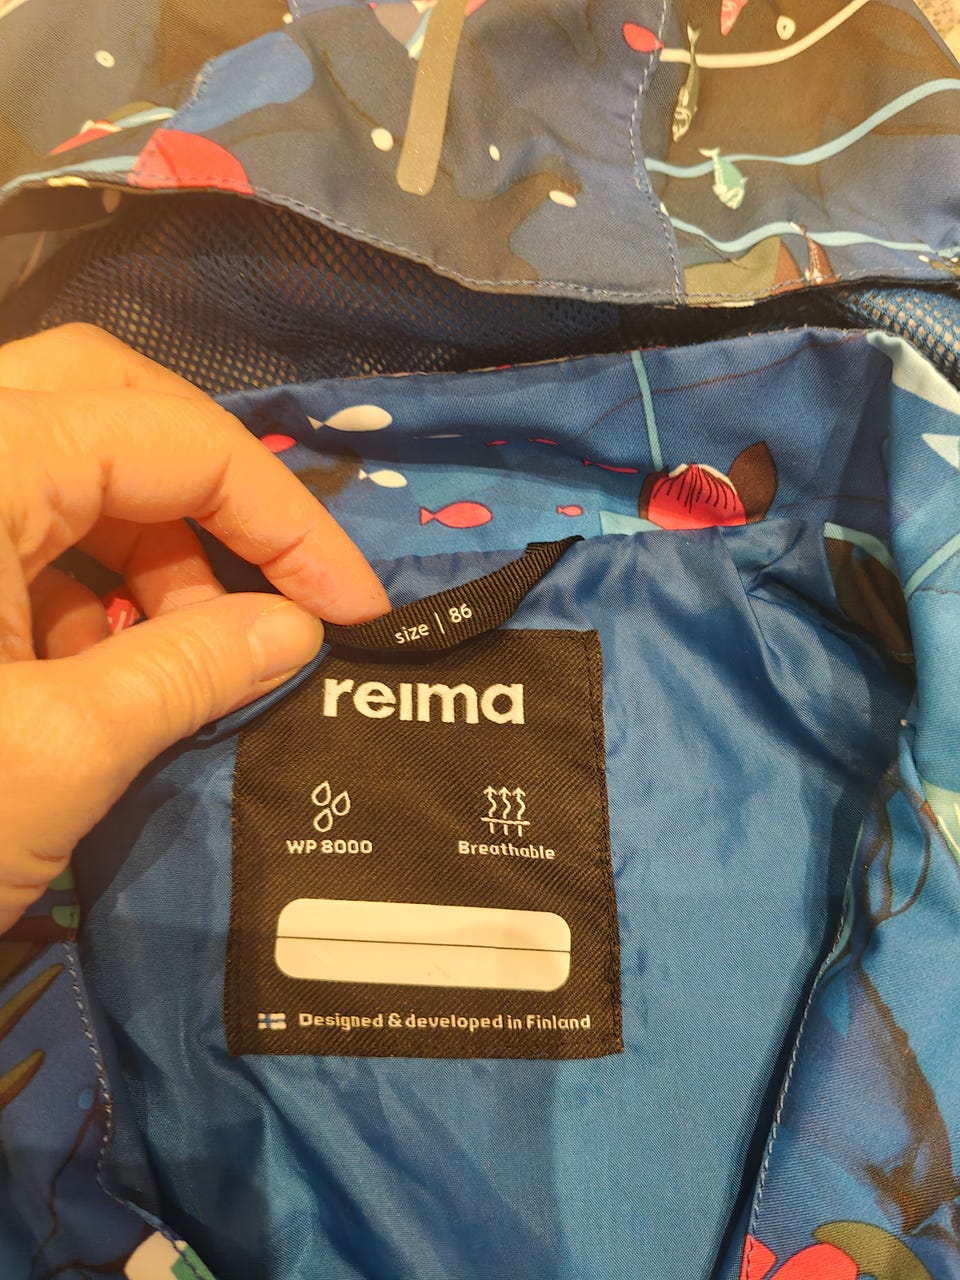 size | 86
reima
WP 8000
Breathable
Designed & developed in Finland